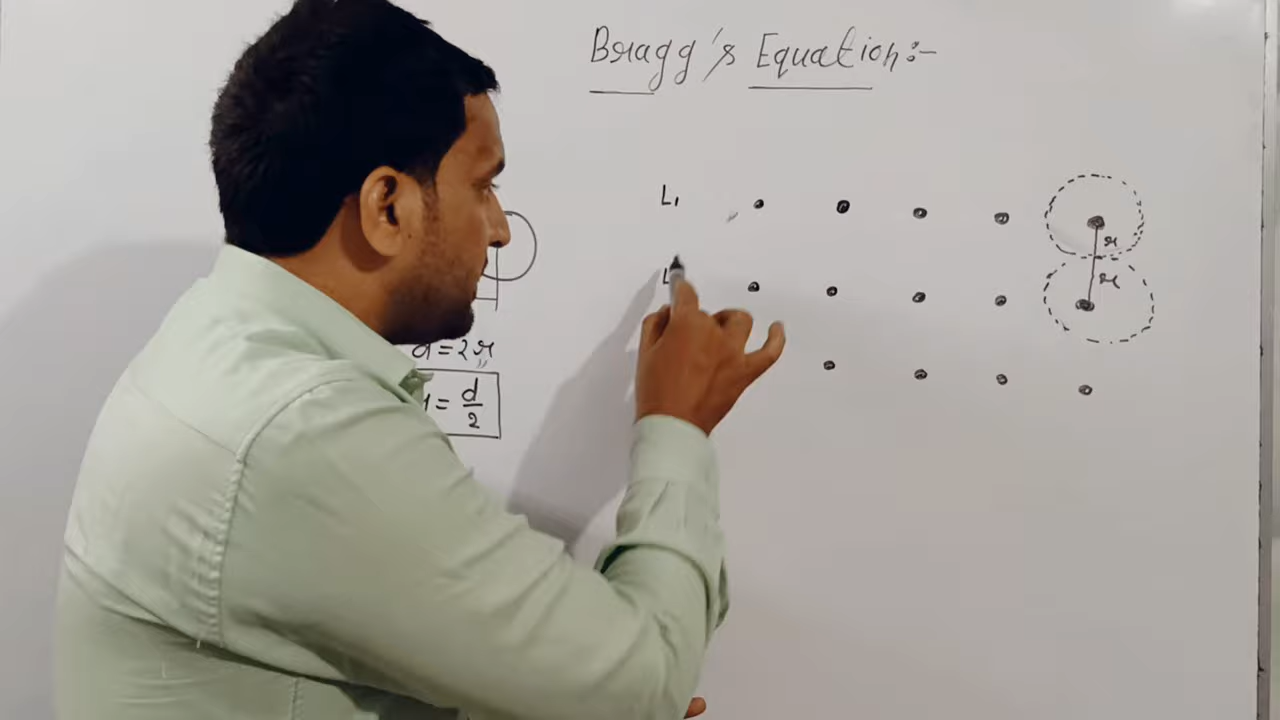 Bragg's Equation:-
L₁
r
L
r
d = 2r
= d/2